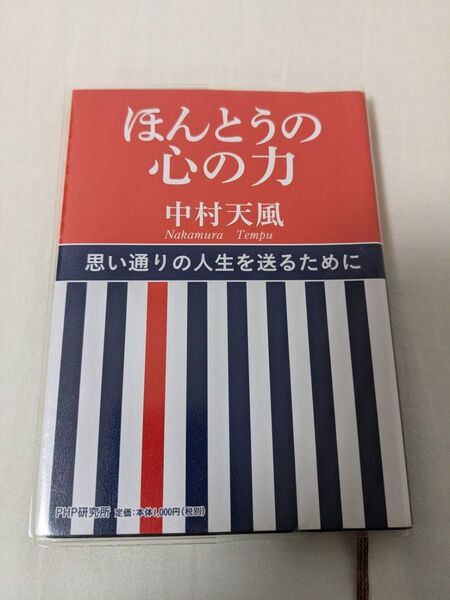 ほんとうの
心の力
中村天風
Nakamura Tempu
思い通りの人生を送るために
PHP研究所 定価:本体1,000円(税別)